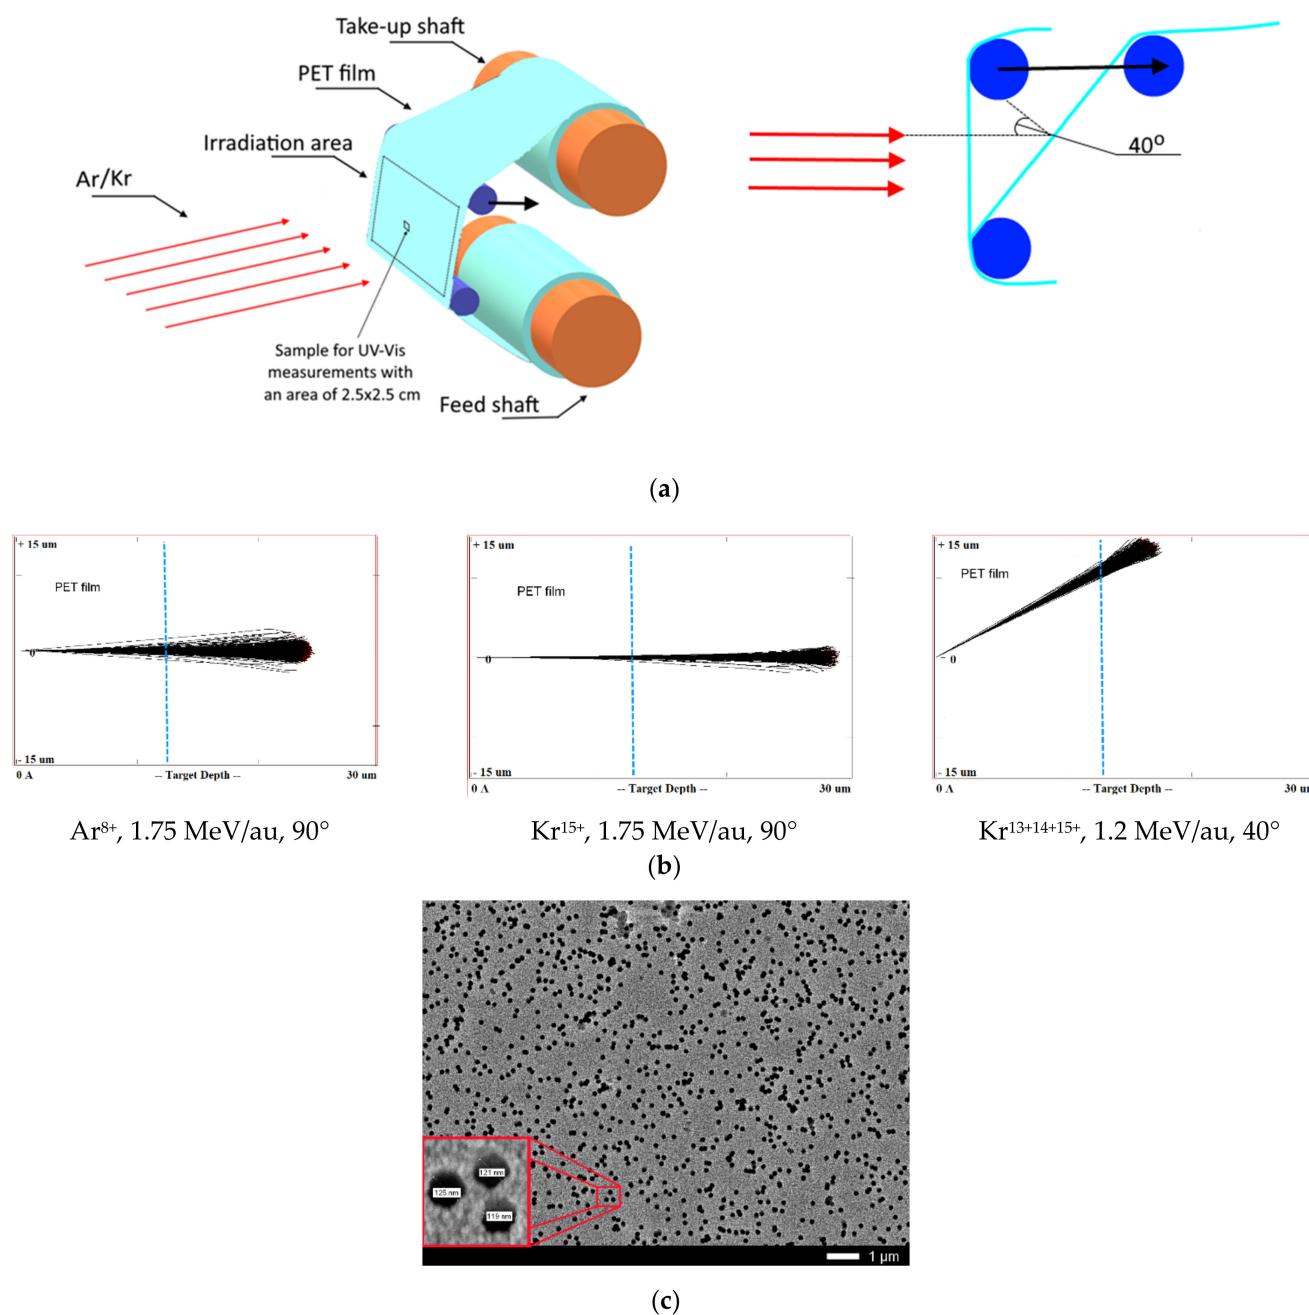 Take-up shaft
PET film
Irradiation area
Ar/Kr
40°
Sample for UV-Vis
measurements with
an area of 2.5x2.5 cm
Feed shaft
(a)
+ 15 um
PET film
0
- 15 um
0 A -- Target Depth -- 30 um
+ 15 um
PET film
0
- 15 um
0 A -- Target Depth -- 30 um
+ 15 um
PET film
0
- 15 um
0 A -- Target Depth -- 30 um
Ar⁸⁺, 1.75 MeV/au, 90°
Kr¹⁵⁺, 1.75 MeV/au, 90°
Kr¹³⁺¹⁴⁺¹⁵⁺, 1.2 MeV/au, 40°
(b)
121 nm
125 nm
119 nm
1 μm
(c)